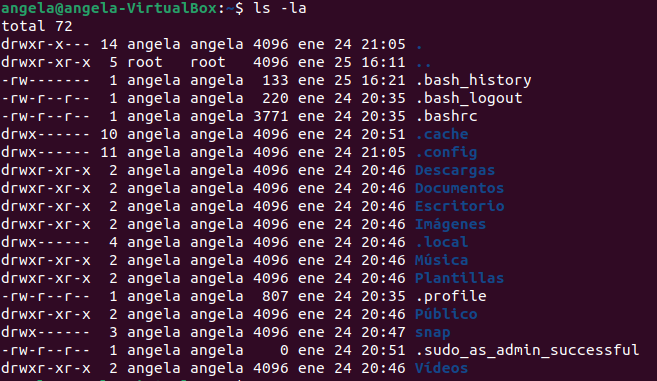 angela@angela-VirtualBox:~$ ls -la
total 72
drwxr-x--- 14 angela angela 4096 ene 24 21:05 .
drwxr-xr-x  5 root   root   4096 ene 25 16:11 ..
-rw-------  1 angela angela  133 ene 25 16:21 .bash_history
-rw-r--r--  1 angela angela  220 ene 24 20:35 .bash_logout
-rw-r--r--  1 angela angela 3771 ene 24 20:35 .bashrc
drwx------ 10 angela angela 4096 ene 24 20:51 .cache
drwx------ 11 angela angela 4096 ene 24 21:05 .config
drwxr-xr-x  2 angela angela 4096 ene 24 20:46 Descargas
drwxr-xr-x  2 angela angela 4096 ene 24 20:46 Documentos
drwxr-xr-x  2 angela angela 4096 ene 24 20:46 Escritorio
drwxr-xr-x  2 angela angela 4096 ene 24 20:46 Imágenes
drwx------  4 angela angela 4096 ene 24 20:46 .local
drwxr-xr-x  2 angela angela 4096 ene 24 20:46 Música
drwxr-xr-x  2 angela angela 4096 ene 24 20:46 Plantillas
-rw-r--r--  1 angela angela  807 ene 24 20:35 .profile
drwxr-xr-x  2 angela angela 4096 ene 24 20:46 Público
drwx------  3 angela angela 4096 ene 24 20:47 snap
-rw-r--r--  1 angela angela    0 ene 24 20:51 .sudo_as_admin_successful
drwxr-xr-x  2 angela angela 4096 ene 24 20:46 Vídeos